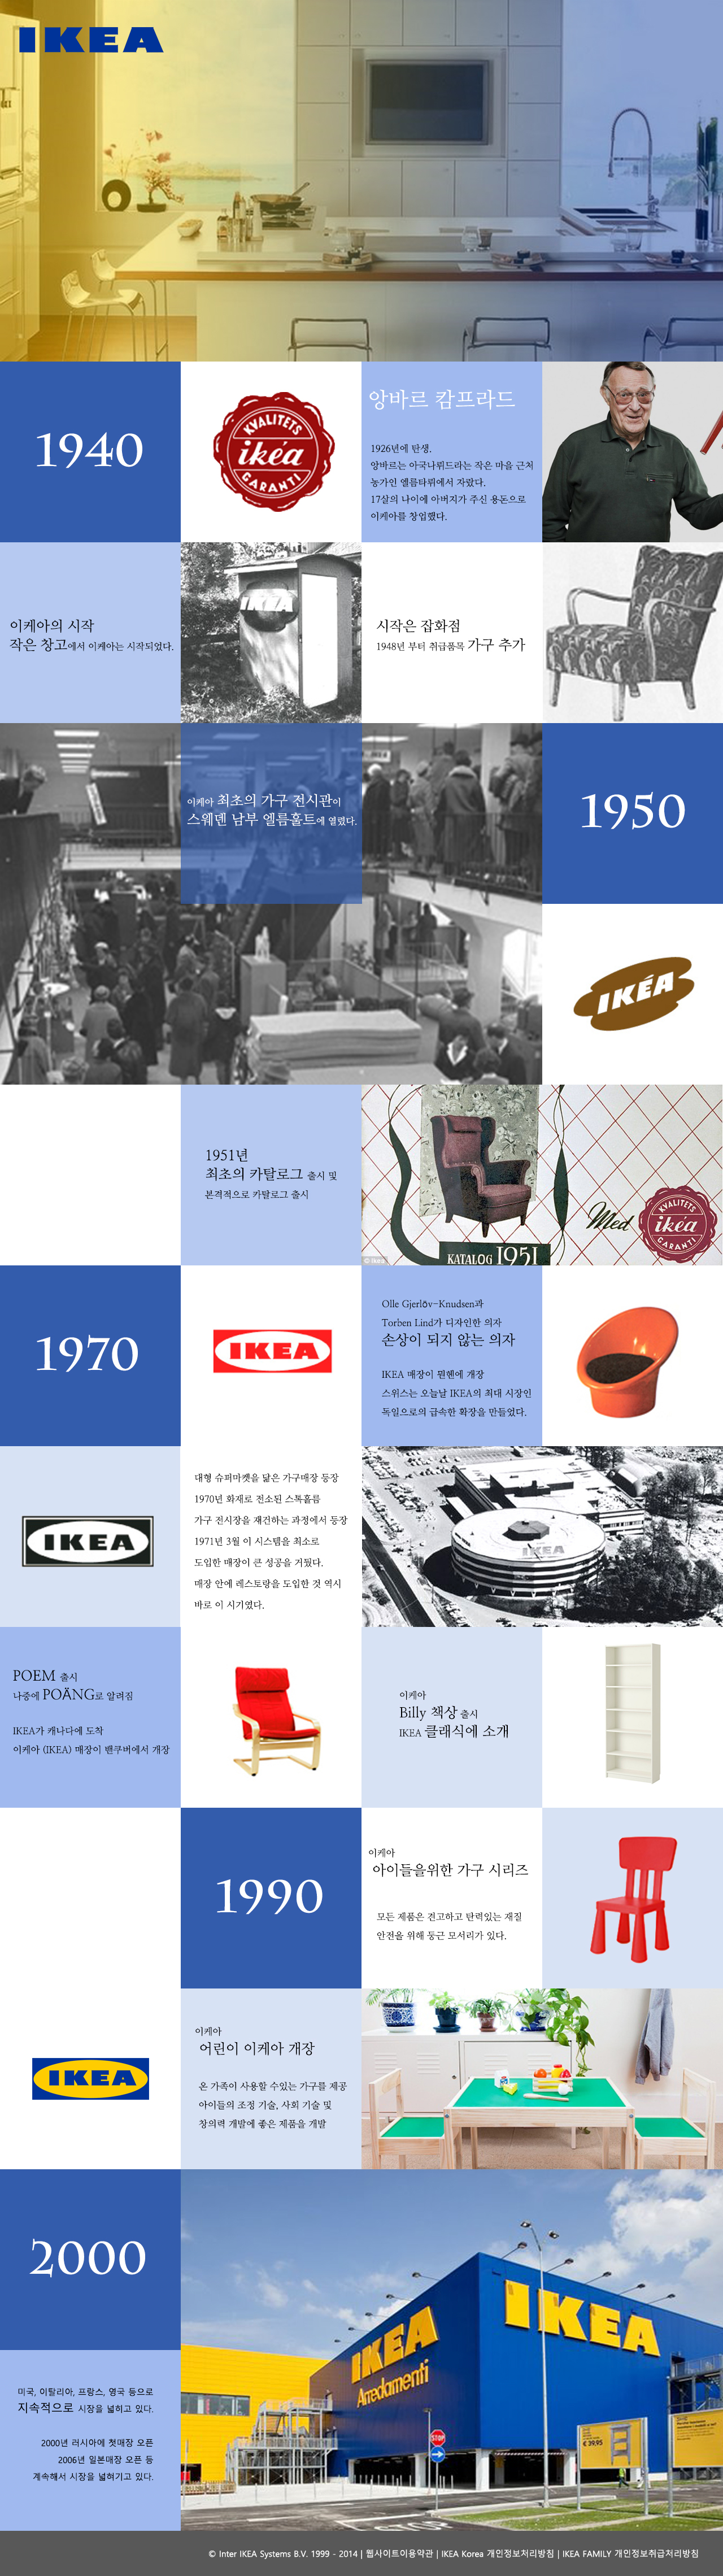 IKEA
1940
KVALITETS
ikéa
GARANTI
앙바르 캄프라드
1926년에 탄생.
앙바르는 아국나뤼드라는 작은 마을 근처
농가인 엘름타뤼에서 자랐다.
17살의 나이에 아버지가 주신 용돈으로
이케아를 창업했다.
이케아의 시작
작은 창고에서 이케아는 시작되었다.
IKEA
시작은 잡화점
1948년 부터 취급품목 가구 추가
이케아 최초의 가구 전시관이
스웨덴 남부 엘름홀트에 열렸다.
1950
IKÉA
1951년
최초의 카탈로그 출시 및
본격적으로 카탈로그 출시
Med
KVALITETS
ikéa
GARANTI
KATALOG 1951
© Ikea
1970
IKEA
Olle Gjerlöv-Knudsen과
Torben Lind가 디자인한 의자
손상이 되지 않는 의자
IKEA 매장이 뮌헨에 개장
스위스는 오늘날 IKEA의 최대 시장인
독일으로의 급속한 확장을 만들었다.
IKEA
대형 슈퍼마켓을 닮은 가구매장 등장
1970년 화재로 전소된 스톡홀름
가구 전시장을 재건하는 과정에서 등장
1971년 3월 이 시스템을 최소로
도입한 매장이 큰 성공을 거뒀다.
매장 안에 레스토랑을 도입한 것 역시
바로 이 시기였다.
IKEA
POEM 출시
나중에 POÄNG로 알려짐
IKEA가 캐나다에 도착
이케아 (IKEA) 매장이 밴쿠버에서 개장
이케아
Billy 책상 출시
IKEA 클래식에 소개
1990
이케아
아이들을위한 가구 시리즈
모든 제품은 견고하고 탄력있는 재질
안전을 위해 둥근 모서리가 있다.
IKEA
이케아
어린이 이케아 개장
온 가족이 사용할 수있는 가구를 제공
아이들의 조정 기술, 사회 기술 및
창의력 개발에 좋은 제품을 개발
2000
IKEA
Arredamenti
IKEA
STOP
€ 39,95
STOP
미국, 이탈리아, 프랑스, 영국 등으로
지속적으로 시장을 넓히고 있다.
2000년 러시아에 첫매장 오픈
2006년 일본매장 오픈 등
계속해서 시장을 넓혀기고 있다.
© Inter IKEA Systems B.V. 1999 - 2014 | 웹사이트이용약관 | IKEA Korea 개인정보처리방침 | IKEA FAMILY 개인정보취급처리방침